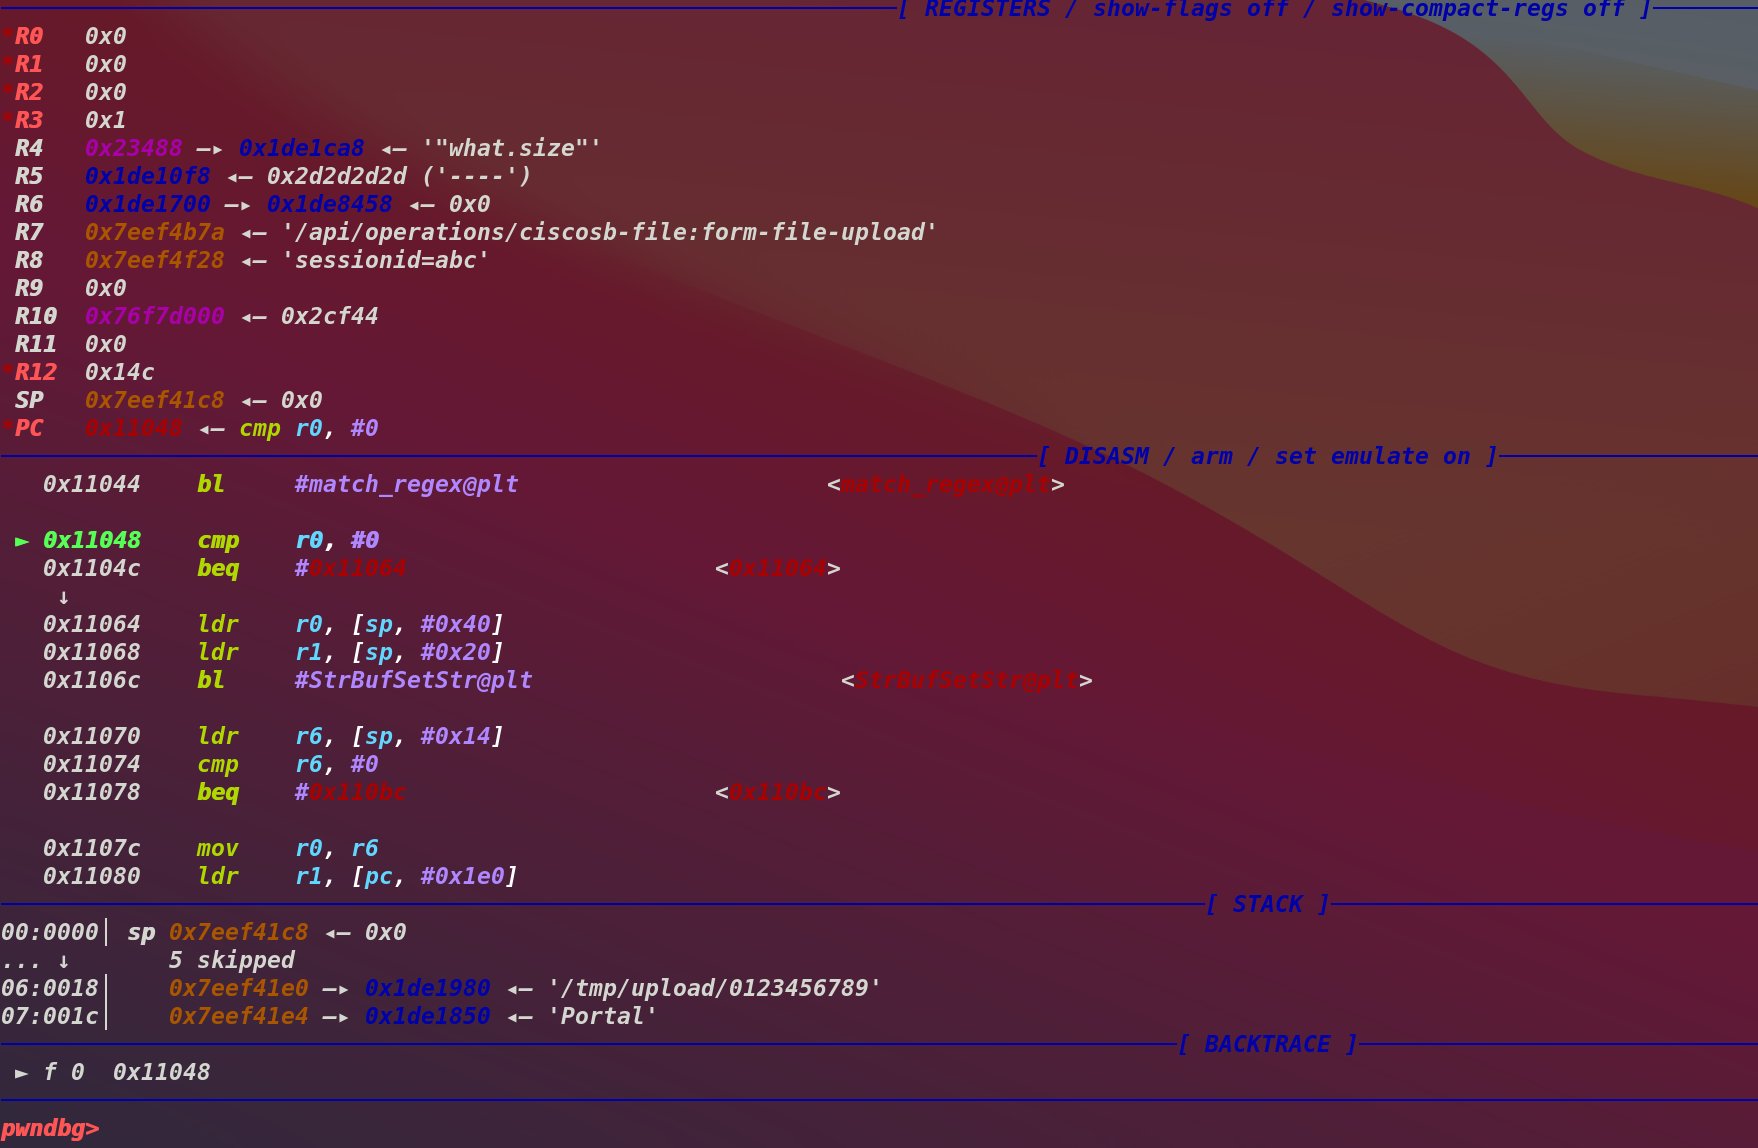 [ REGISTERS / show-flags off / show-compact-regs off ]
*R0   0x0
*R1   0x0
*R2   0x0
*R3   0x1
 R4   0x23488 —▸ 0x1de1ca8 ◂— '"what.size"'
 R5   0x1de10f8 ◂— 0x2d2d2d2d ('----')
 R6   0x1de1700 —▸ 0x1de8458 ◂— 0x0
 R7   0x7eef4b7a ◂— '/api/operations/ciscosb-file:form-file-upload'
 R8   0x7eef4f28 ◂— 'sessionid=abc'
 R9   0x0
 R10  0x76f7d000 ◂— 0x2cf44
 R11  0x0
*R12  0x14c
 SP   0x7eef41c8 ◂— 0x0
*PC   0x11048 ◂— cmp r0, #0
[ DISASM / arm / set emulate on ]
   0x11044    bl     #match_regex@plt                      <match_regex@plt>
 ► 0x11048    cmp    r0, #0
   0x1104c    beq    #0x11064                      <0x11064>
    ↓
   0x11064    ldr    r0, [sp, #0x40]
   0x11068    ldr    r1, [sp, #0x20]
   0x1106c    bl     #StrBufSetStr@plt                      <StrBufSetStr@plt>
   0x11070    ldr    r6, [sp, #0x14]
   0x11074    cmp    r6, #0
   0x11078    beq    #0x110bc                      <0x110bc>
   0x1107c    mov    r0, r6
   0x11080    ldr    r1, [pc, #0x1e0]
[ STACK ]
00:0000│ sp 0x7eef41c8 ◂— 0x0
... ↓       5 skipped
06:0018│    0x7eef41e0 —▸ 0x1de1980 ◂— '/tmp/upload/0123456789'
07:001c│    0x7eef41e4 —▸ 0x1de1850 ◂— 'Portal'
[ BACKTRACE ]
 ► f 0  0x11048
pwndbg>